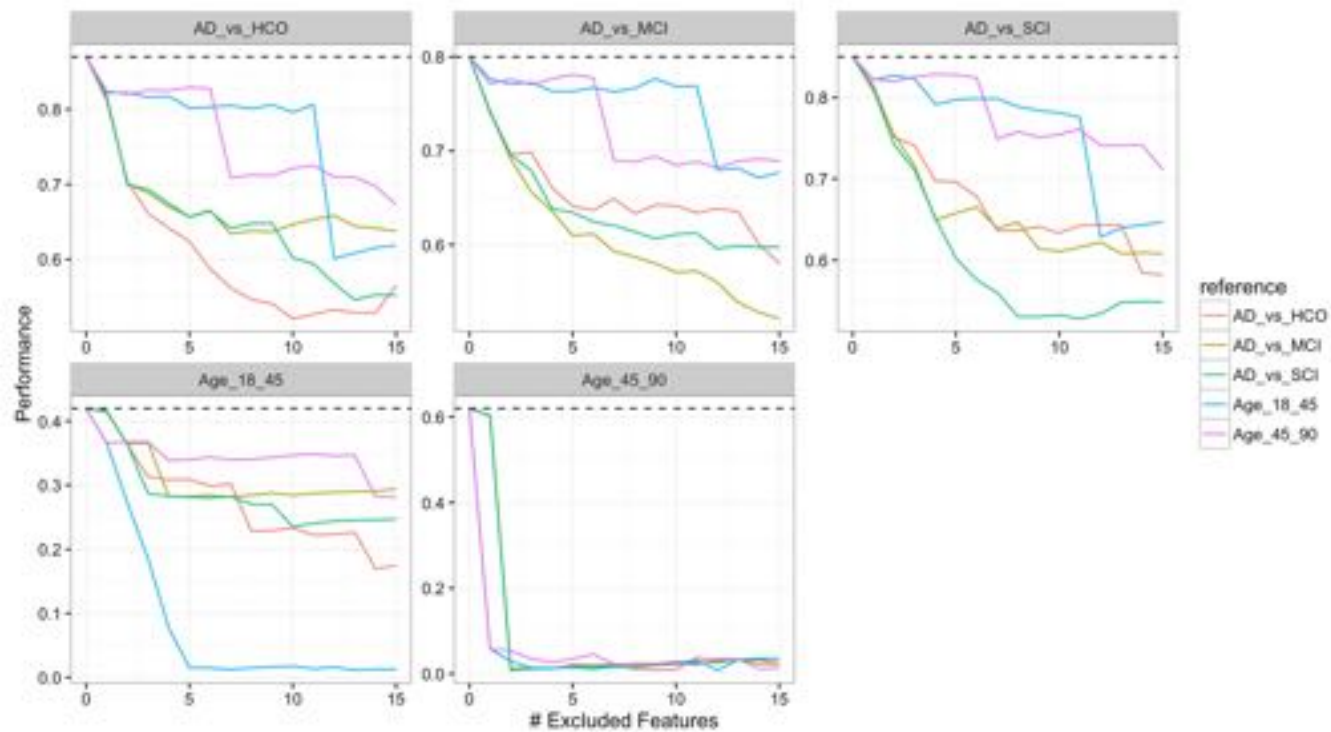 AD_vs_HCO
AD_vs_MCI
AD_vs_SCI
0.8
0.7
0.6
0.8
0.7
0.6
0.8
0.7
0.6
0 5 10 15
0 5 10 15
0 5 10 15
Age_18_45
Age_45_90
0.4
0.3
0.2
0.1
0.0
0.6
0.4
0.2
0.0
0 5 10 15
0 5 10 15
Performance
# Excluded Features
reference
AD_vs_HCO
AD_vs_MCI
AD_vs_SCI
Age_18_45
Age_45_90